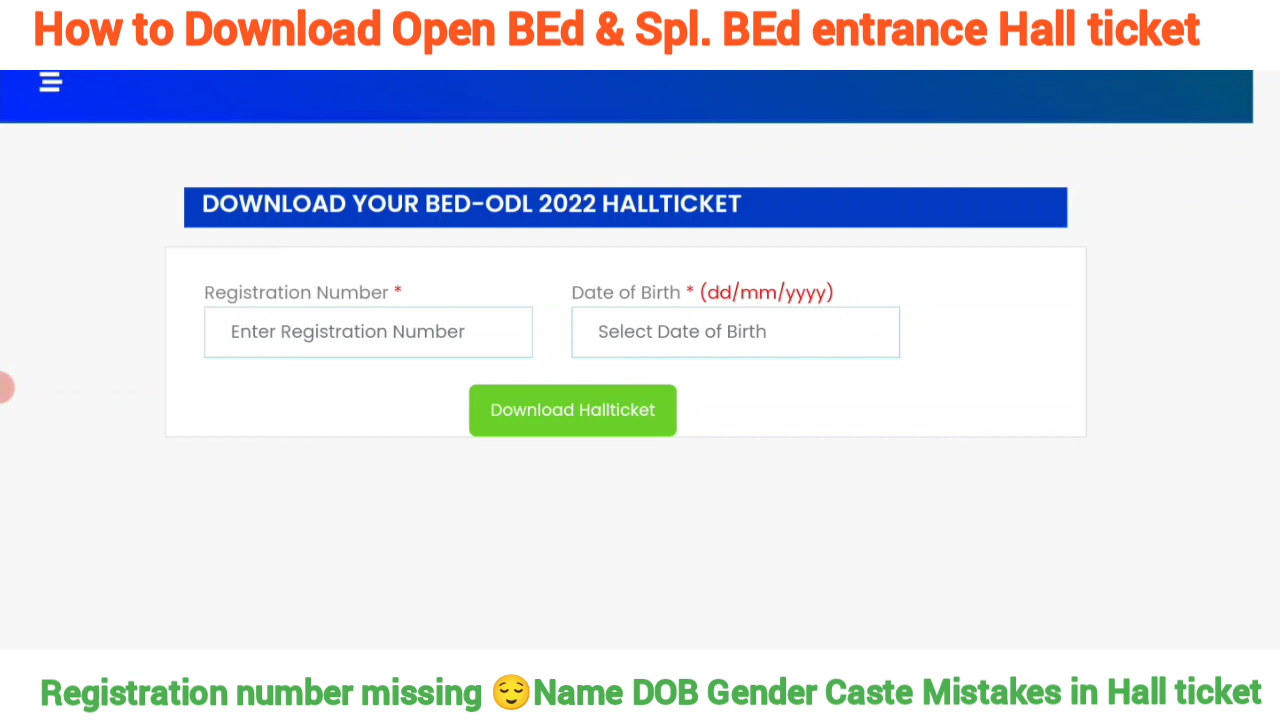 How to Download Open BEd & Spl. BEd entrance Hall ticket
DOWNLOAD YOUR BED-ODL 2022 HALLTICKET
Registration Number * Date of Birth * (dd/mm/yyyy)
Enter Registration Number Select Date of Birth
Download Hallticket
Registration number missing 😌Name DOB Gender Caste Mistakes in Hall ticket